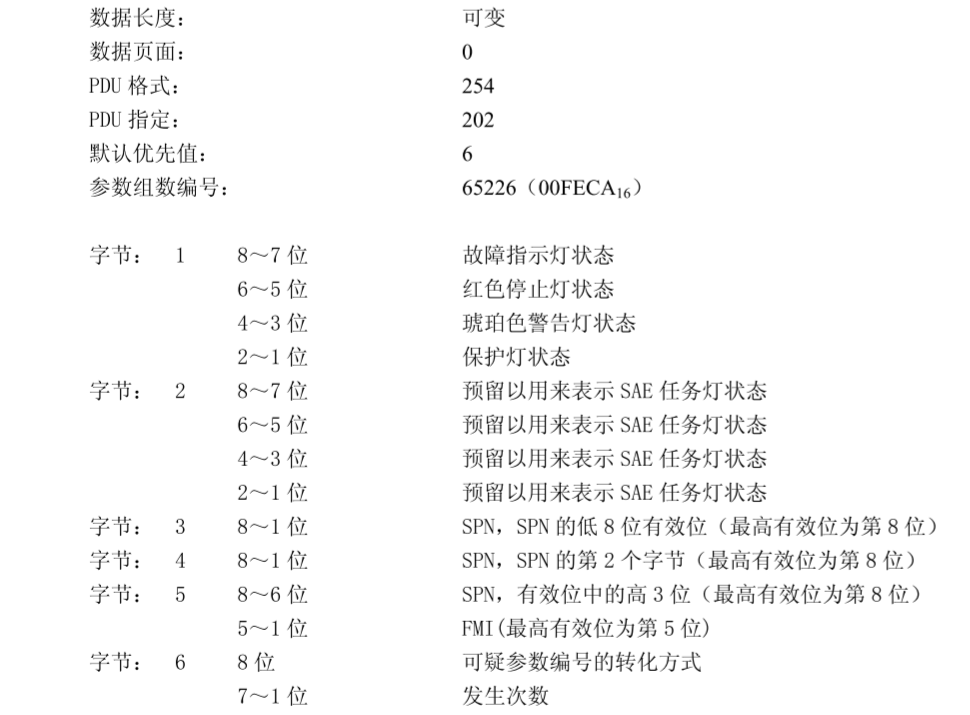 数据长度: 可变
数据页面: 0
PDU 格式: 254
PDU 指定: 202
默认优先值: 6
参数组数编号: 65226（00FECA₁₆）
字节: 1 8～7 位 故障指示灯状态
6～5 位 红色停止灯状态
4～3 位 琥珀色警告灯状态
2～1 位 保护灯状态
字节: 2 8～7 位 预留以用来表示 SAE 任务灯状态
6～5 位 预留以用来表示 SAE 任务灯状态
4～3 位 预留以用来表示 SAE 任务灯状态
2～1 位 预留以用来表示 SAE 任务灯状态
字节: 3 8～1 位 SPN，SPN 的低 8 位有效位（最高有效位为第 8 位）
字节: 4 8～1 位 SPN，SPN 的第 2 个字节（最高有效位为第 8 位）
字节: 5 8～6 位 SPN，有效位中的高 3 位（最高有效位为第 8 位）
5～1 位 FMI(最高有效位为第 5 位)
字节: 6 8 位 可疑参数编号的转化方式
7～1 位 发生次数